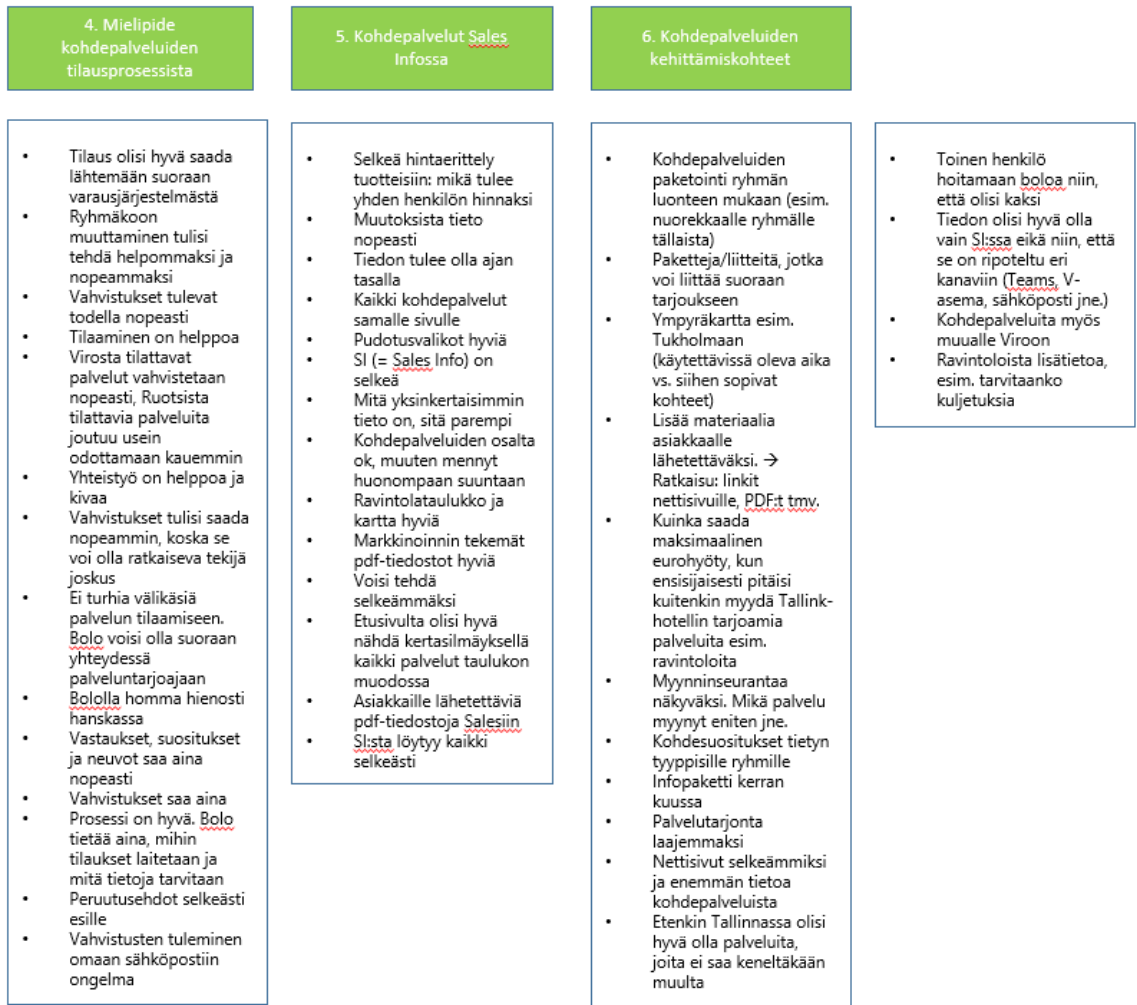 4. Mielipide
kohdepalveluiden
tilausprosessista
5. Kohdepalvelut Sales
Infossa
6. Kohdepalveluiden
kehittämiskohteet
• Tilaus olisi hyvä saada
lähtemään suoraan
varausjärjestelmästä
• Ryhmäkoon
muuttaminen tulisi
tehdä helpommaksi ja
nopeammaksi
• Vahvistukset tulevat
todella nopeasti
• Tilaaminen on helppoa
• Virosta tilattavat
palvelut vahvistetaan
nopeasti, Ruotsista
tilattavia palveluita
joutuu usein
odottamaan kauemmin
• Yhteistyö on helppoa ja
kivaa
• Vahvistukset tulisi saada
nopeammin, koska se
voi olla ratkaiseva tekijä
joskus
• Ei turhia välikäsiä
palvelun tilaamiseen.
Bolo voisi olla suoraan
yhteydessä
palveluntarjoajaan
• Bololla homma hienosti
hanskassa
• Vastaukset, suositukset
ja neuvot saa aina
nopeasti
• Vahvistukset saa aina
• Prosessi on hyvä. Bolo
tietää aina, mihin
tilaukset laitetaan ja
mitä tietoja tarvitaan
• Peruutusehdot selkeästi
esille
• Vahvistusten tuleminen
omaan sähköpostiin
ongelma
• Selkeä hintaerittely
tuotteisiin: mikä tulee
yhden henkilön hinnaksi
• Muutoksista tieto
nopeasti
• Tiedon tulee olla ajan
tasalla
• Kaikki kohdepalvelut
samalle sivulle
• Pudotusvalikot hyviä
• SI (= Sales Info) on
selkeä
• Mitä yksinkertaisimmin
tieto on, sitä parempi
• Kohdepalveluiden osalta
ok, muuten mennyt
huonompaan suuntaan
• Ravintolataulukko ja
kartta hyviä
• Markkinoinnin tekemät
pdf-tiedostot hyviä
• Voisi tehdä
selkeämmäksi
• Etusivulta olisi hyvä
nähdä kertasilmäyksellä
kaikki palvelut taulukon
muodossa
• Asiakkaille lähetettäviä
pdf-tiedostoja Salesiin
• SI:sta löytyy kaikki
selkeästi
• Kohdepalveluiden
paketointi ryhmän
luonteen mukaan (esim.
nuorekkaalle ryhmälle
tällaista)
• Paketteja/liitteitä, jotka
voi liittää suoraan
tarjoukseen
• Ympyräkartta esim.
Tukholmaan
(käytettävissä oleva aika
vs. siihen sopivat
kohteet)
• Lisää materiaalia
asiakkaalle
lähetettäväksi. →
Ratkaisu: linkit
nettisivuille, PDF:t tmv.
• Kuinka saada
maksimaalinen
eurohyöty, kun
ensisijaisesti pitäisi
kuitenkin myydä Tallink-
hotellin tarjoamia
palveluita esim.
ravintoloita
• Myynninseurantaa
näkyväksi. Mikä palvelu
myynyt eniten jne.
• Kohdesuositukset tietyn
tyyppisille ryhmille
• Infopaketti kerran
kuussa
• Palvelutarjonta
laajemmaksi
• Nettisivut selkeämmiksi
ja enemmän tietoa
kohdepalveluista
• Etenkin Tallinnassa olisi
hyvä olla palveluita,
joita ei saa keneltäkään
muulta
• Toinen henkilö
hoitamaan boloa niin,
että olisi kaksi
• Tiedon olisi hyvä olla
vain SI:ssa eikä niin, että
se on ripoteltu eri
kanaviin (Teams, V-
asema, sähköposti jne.)
• Kohdepalveluita myös
muualle Viroon
• Ravintoloista lisätietoa,
esim. tarvitaanko
kuljetuksia